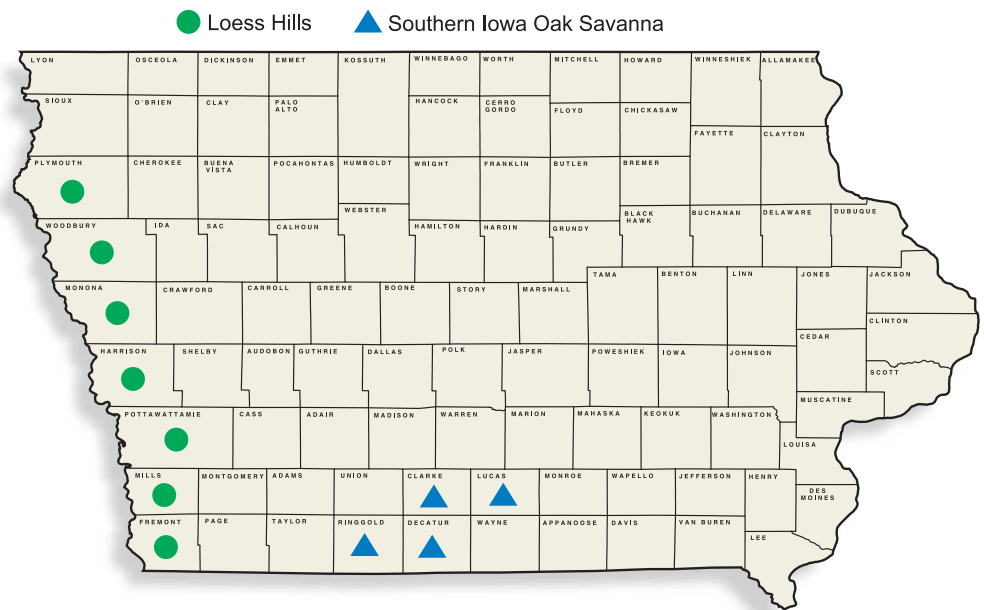 Loess Hills Southern Iowa Oak Savanna
LYON OSCEOLA DICKINSON EMMET KOSSUTH WINNEBAGO WORTH MITCHELL HOWARD WINNESHIEK ALLAMAKEE
SIOUX O'BRIEN CLAY PALO
ALTO HANCOCK CERRO
GORDO FLOYD CHICKASAW
FAYETTE CLAYTON
PLYMOUTH CHEROKEE BUENA
VISTA POCAHONTAS HUMBOLDT WRIGHT FRANKLIN BUTLER BREMER
WEBSTER
WOODBURY IDA SAC CALHOUN HAMILTON HARDIN GRUNDY BLACK
HAWK BUCHANAN DELAWARE DUBUQUE
MONONA CRAWFORD CARROLL GREENE BOONE STORY MARSHALL TAMA BENTON LINN JONES JACKSON
CLINTON
CEDAR
HARRISON SHELBY AUDOBON GUTHRIE DALLAS POLK JASPER POWESHIEK IOWA JOHNSON
SCOTT
MUSCATINE
POTTAWATTAMIE CASS ADAIR MADISON WARREN MARION MAHASKA KEOKUK WASHINGTON
LOUISA
MILLS MONTGOMERY ADAMS UNION CLARKE LUCAS MONROE WAPELLO JEFFERSON HENRY
DES
MOINES
FREMONT PAGE TAYLOR RINGGOLD DECATUR WAYNE APPANOOSE DAVIS VAN BUREN
LEE